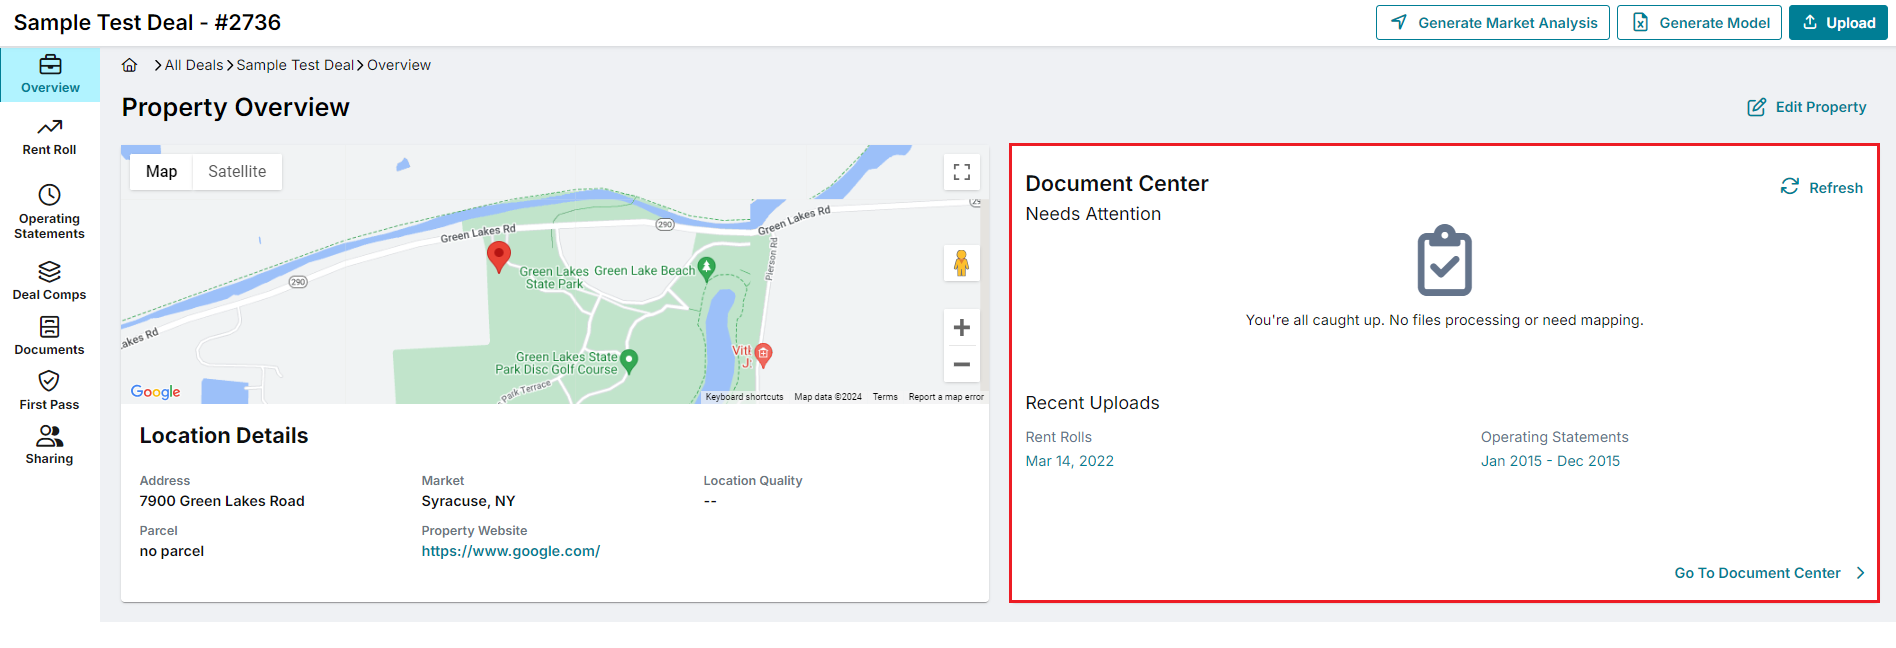 Sample Test Deal - #2736
Generate Market Analysis
Generate Model
Upload
Overview
Rent Roll
Operating
Statements
Deal Comps
Documents
First Pass
Sharing
All Deals
Sample Test Deal
Overview
Property Overview
Edit Property
Map
Satellite
Green Lakes Rd
290
Green Lakes Rd
290
Pierson Rd
Green Lakes
State Park
Green Lake Beach
290
akes Rd
Green Lakes State
Park Disc Golf Course
Park Terrace
Google
Keyboard shortcuts
Map data ©2024
Terms
Report a map error
Location Details
Address
7900 Green Lakes Road
Market
Syracuse, NY
Location Quality
--
Parcel
no parcel
Property Website
https://www.google.com/
Document Center
Refresh
Needs Attention
You're all caught up. No files processing or need mapping.
Recent Uploads
Rent Rolls
Mar 14, 2022
Operating Statements
Jan 2015 - Dec 2015
Go To Document Center